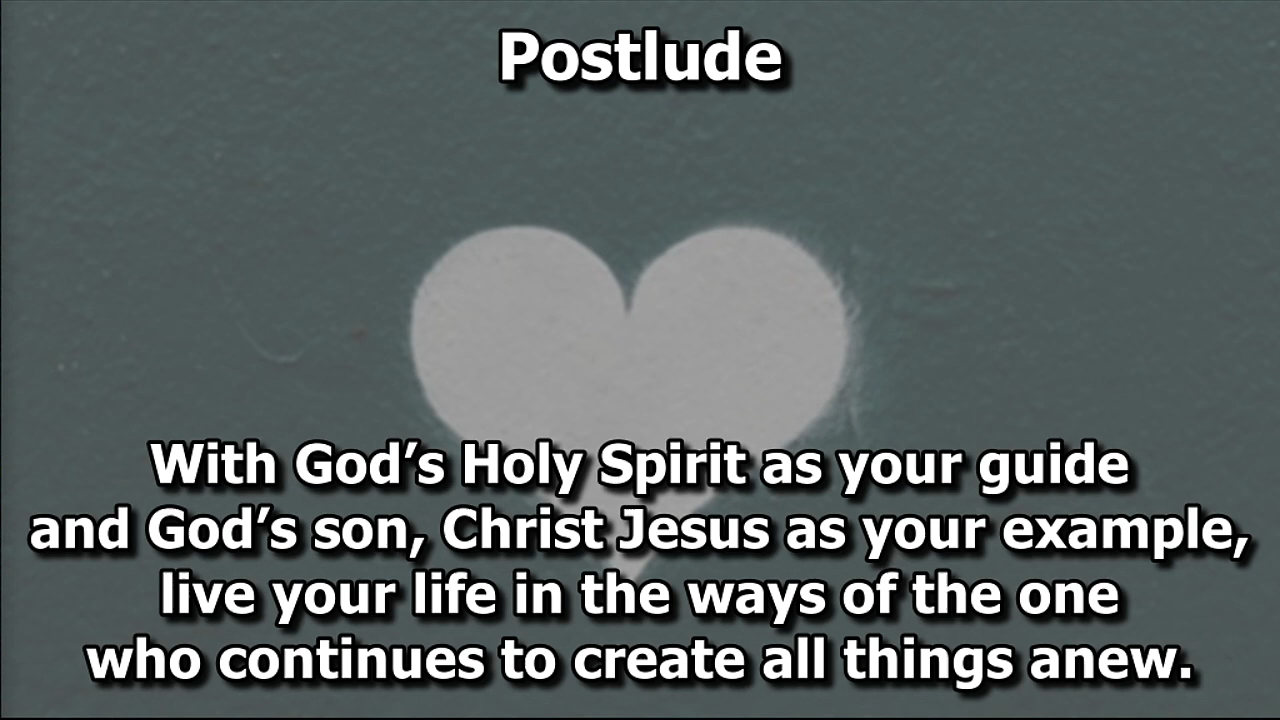 Postlude
With God’s Holy Spirit as your guide
and God’s son, Christ Jesus as your example,
live your life in the ways of the one
who continues to create all things anew.